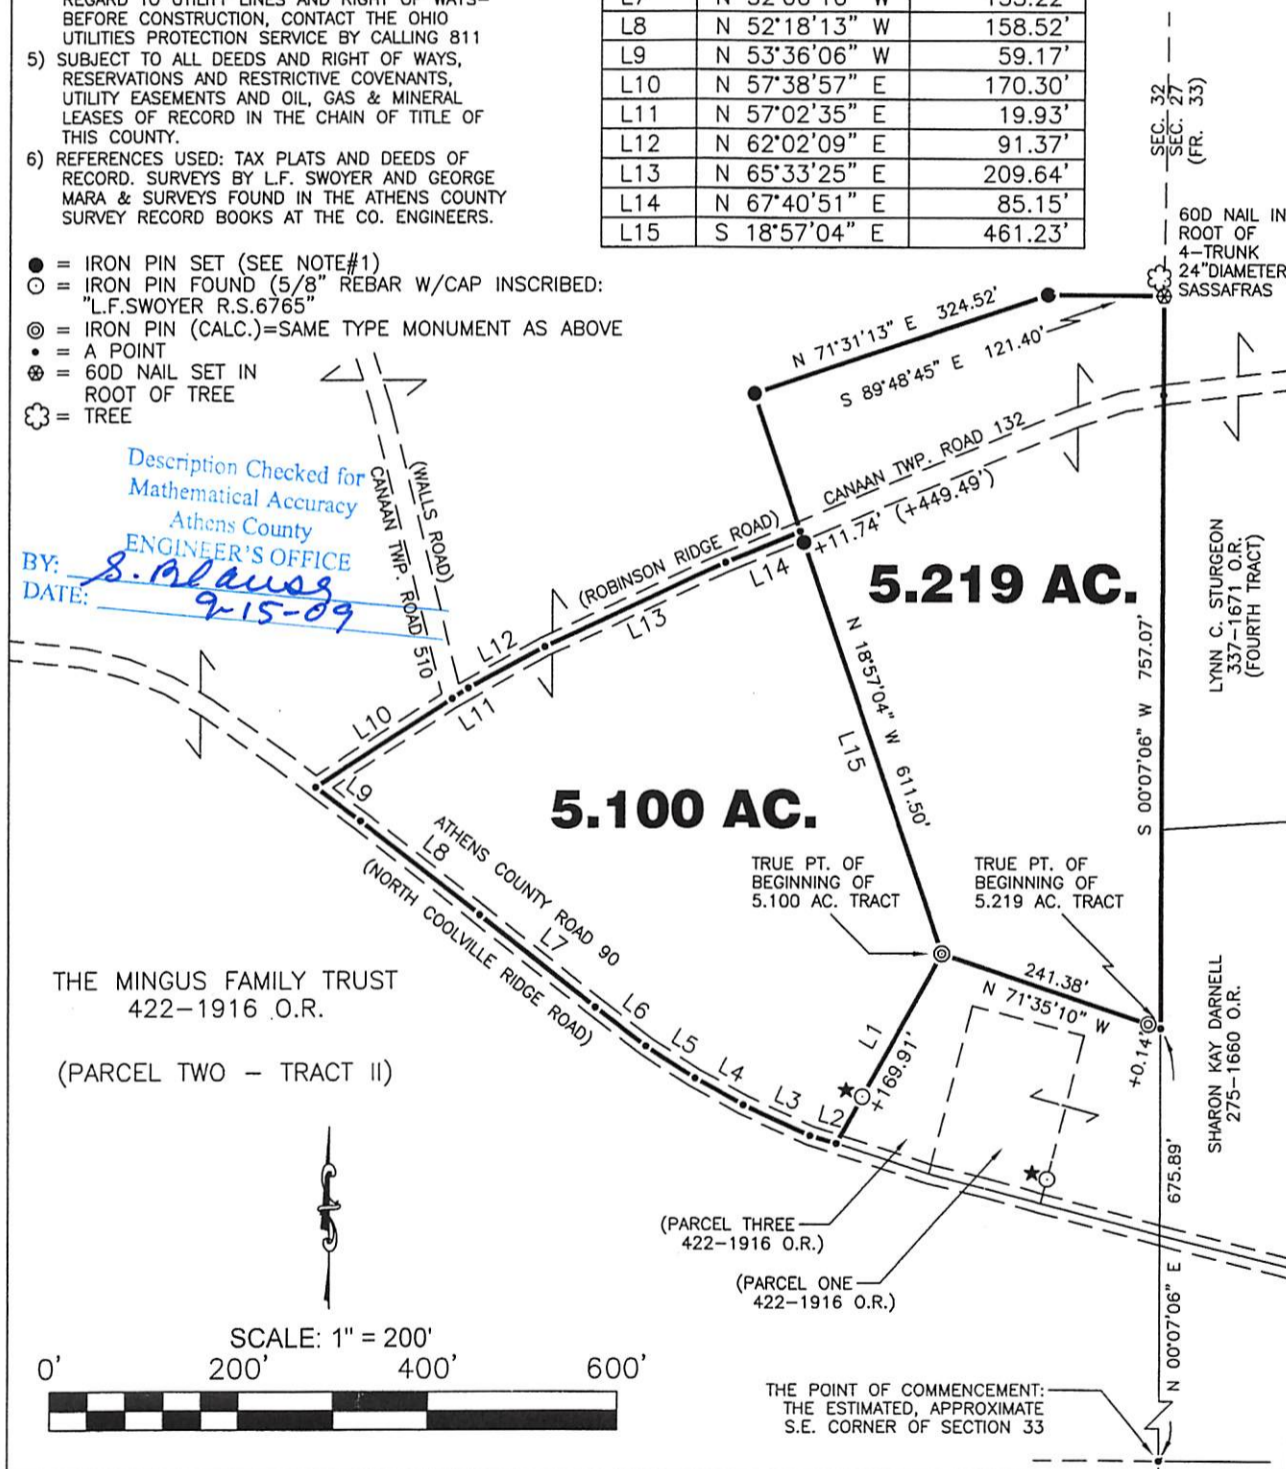 REGARD TO UTILITY LINES AND RIGHT OF WAYS-
BEFORE CONSTRUCTION, CONTACT THE OHIO
UTILITIES PROTECTION SERVICE BY CALLING 811
5) SUBJECT TO ALL DEEDS AND RIGHT OF WAYS,
RESERVATIONS AND RESTRICTIVE COVENANTS,
UTILITY EASEMENTS AND OIL, GAS & MINERAL
LEASES OF RECORD IN THE CHAIN OF TITLE OF
THIS COUNTY.
6) REFERENCES USED: TAX PLATS AND DEEDS OF
RECORD. SURVEYS BY L.F. SWOYER AND GEORGE
MARA & SURVEYS FOUND IN THE ATHENS COUNTY
SURVEY RECORD BOOKS AT THE CO. ENGINEERS.
L8 N 52°18'13" W 158.52'
L9 N 53°36'06" W 59.17'
L10 N 57°38'57" E 170.30'
L11 N 57°02'35" E 19.93'
L12 N 62°02'09" E 91.37'
L13 N 65°33'25" E 209.64'
L14 N 67°40'51" E 85.15'
L15 S 18°57'04" E 461.23'
SEC. 32
SEC. 27
(FR. 33)
60D NAIL IN
ROOT OF
4-TRUNK
24"DIAMETER
SASSAFRAS
= IRON PIN SET (SEE NOTE#1)
= IRON PIN FOUND (5/8" REBAR W/CAP INSCRIBED:
"L.F.SWOYER R.S.6765"
= IRON PIN (CALC.)=SAME TYPE MONUMENT AS ABOVE
= A POINT
= 60D NAIL SET IN
ROOT OF TREE
= TREE
Description Checked for
Mathematical Accuracy
Athens County
ENGINEER'S OFFICE
BY: S. Blause
DATE: 9-15-09
N 71°31'13" E 324.52'
S 89°48'45" E 121.40'
CANAAN TWP. ROAD 132
(ROBINSON RIDGE ROAD)
+11.74' (+449.49')
(WALLS ROAD)
CANAAN TWP. ROAD 510
L14
L13
L12
L11
L10
L9
5.219 AC.
N 18°57'04" W 611.50'
L15
S 00°07'06" W 757.07'
LYNN C. STURGEON
337-1671 O.R.
(FOURTH TRACT)
5.100 AC.
ATHENS COUNTY ROAD 90
(NORTH COOLVILLE RIDGE ROAD)
L8
L7
L6
L5
L4
L3
L2
L1
+169.91'
TRUE PT. OF
BEGINNING OF
5.100 AC. TRACT
TRUE PT. OF
BEGINNING OF
5.219 AC. TRACT
241.38'
N 71°35'10" W
+0.14'
SHARON KAY DARNELL
275-1660 O.R.
THE MINGUS FAMILY TRUST
422-1916 O.R.
(PARCEL TWO - TRACT II)
(PARCEL THREE
422-1916 O.R.)
(PARCEL ONE
422-1916 O.R.)
N 00°07'06" E 675.89'
SCALE: 1" = 200'
0' 200' 400' 600'
THE POINT OF COMMENCEMENT:
THE ESTIMATED, APPROXIMATE
S.E. CORNER OF SECTION 33